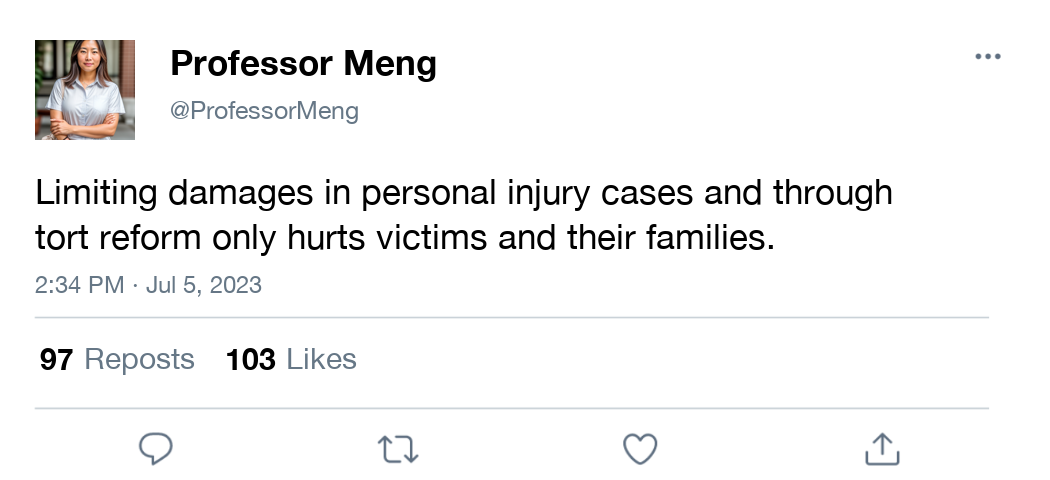 Professor Meng
@ProfessorMeng
Limiting damages in personal injury cases and through
tort reform only hurts victims and their families.
2:34 PM · Jul 5, 2023
97 Reposts 103 Likes